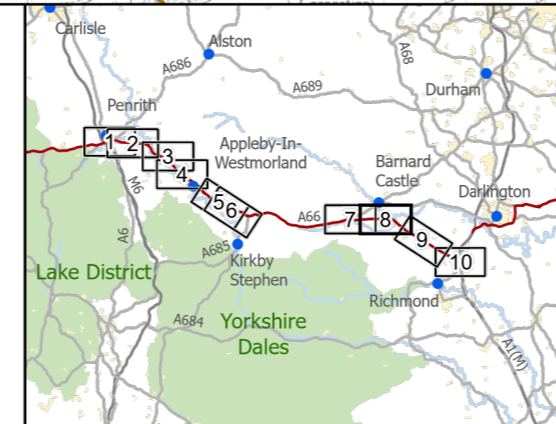 Carlisle
Alston
A686
A689
A68
Durham
Penrith
1
2
3
4
5
6
Appleby-In-
Westmorland
Barnard
Castle
Darlington
M6
A6
A66
7
8
9
10
A685
Kirkby
Stephen
Richmond
Lake District
A684
Yorkshire
Dales
A1(M)